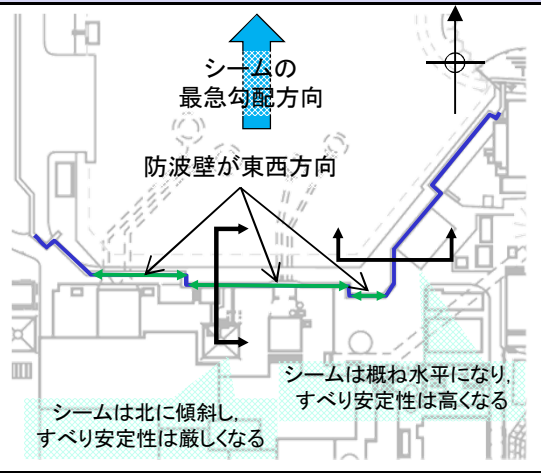 シームの
最急勾配方向
防波壁が東西方向
シームは概ね水平になり,
すべり安定性は高くなる
シームは北に傾斜し,
すべり安定性は厳しくなる